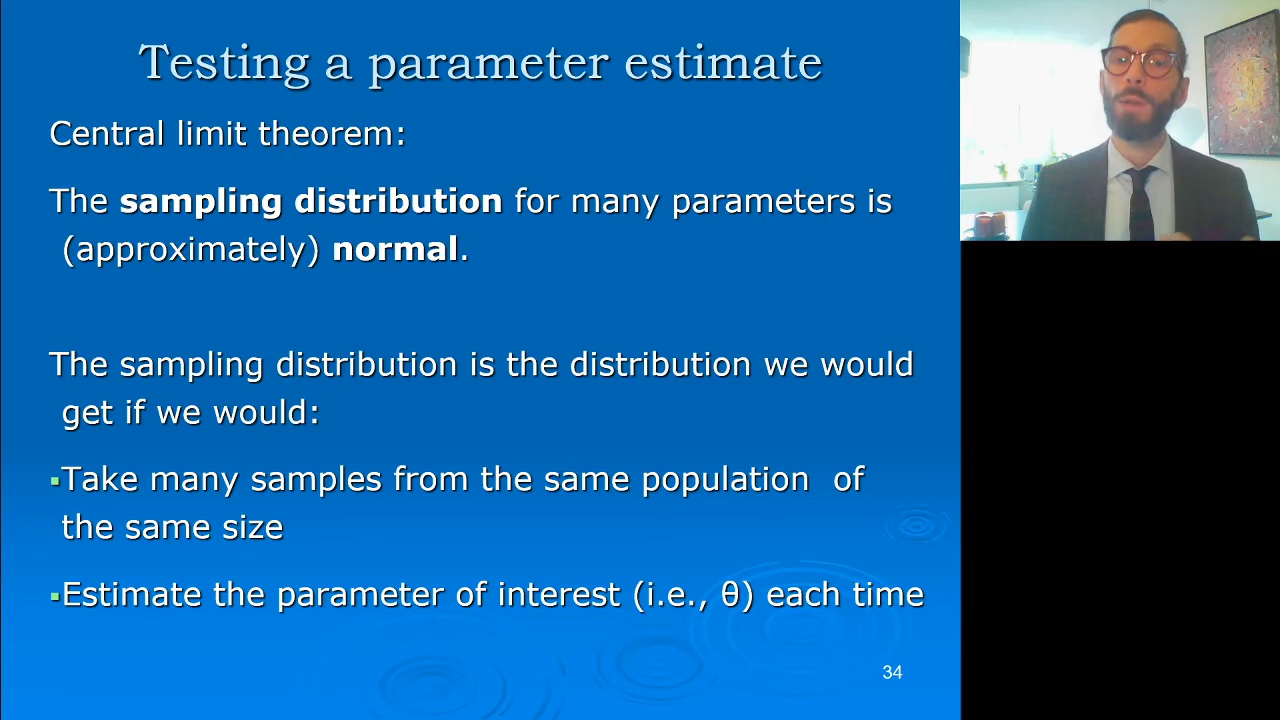 Testing a parameter estimate
Central limit theorem:
The sampling distribution for many parameters is
(approximately) normal.
The sampling distribution is the distribution we would
get if we would:
▪Take many samples from the same population  of
the same size
▪Estimate the parameter of interest (i.e., θ) each time
34